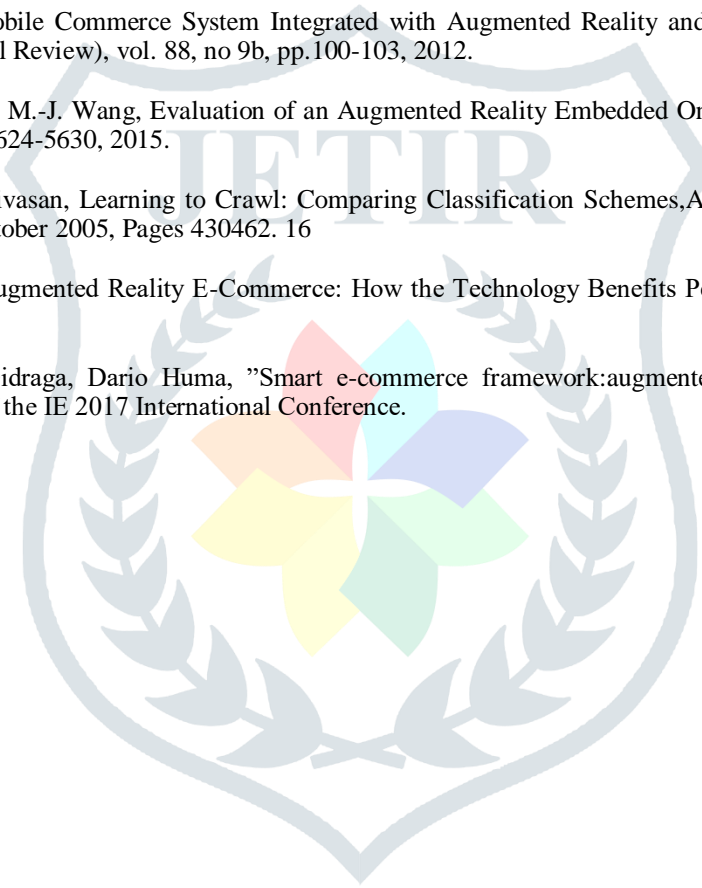 obile Commerce System Integrated with Augmented Reality and
l Review), vol. 88, no 9b, pp.100-103, 2012.
M.-J. Wang, Evaluation of an Augmented Reality Embedded On
624-5630, 2015.
JETIR
ivasan, Learning to Crawl: Comparing Classification Schemes,A
tober 2005, Pages 430462. 16
ugmented Reality E-Commerce: How the Technology Benefits Pe
idraga, Dario Huma, ”Smart e-commerce framework:augmente
the IE 2017 International Conference.